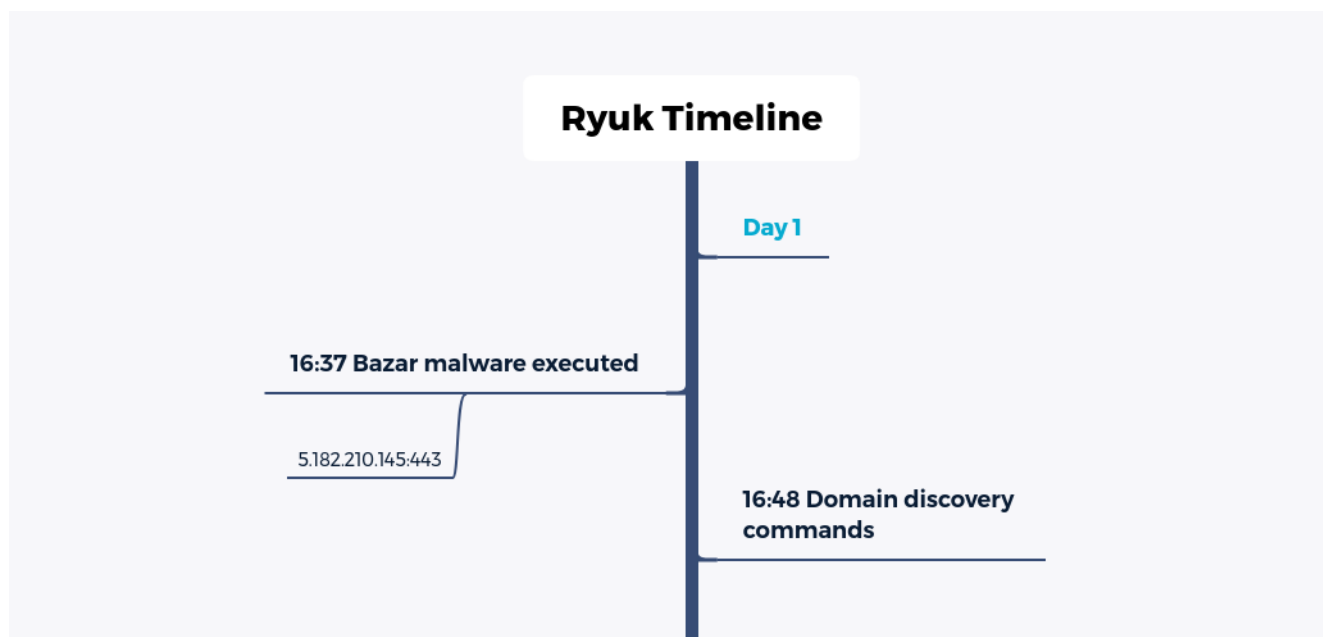 Ryuk Timeline
Day 1
16:37 Bazar malware executed
5.182.210.145:443
16:48 Domain discovery
commands